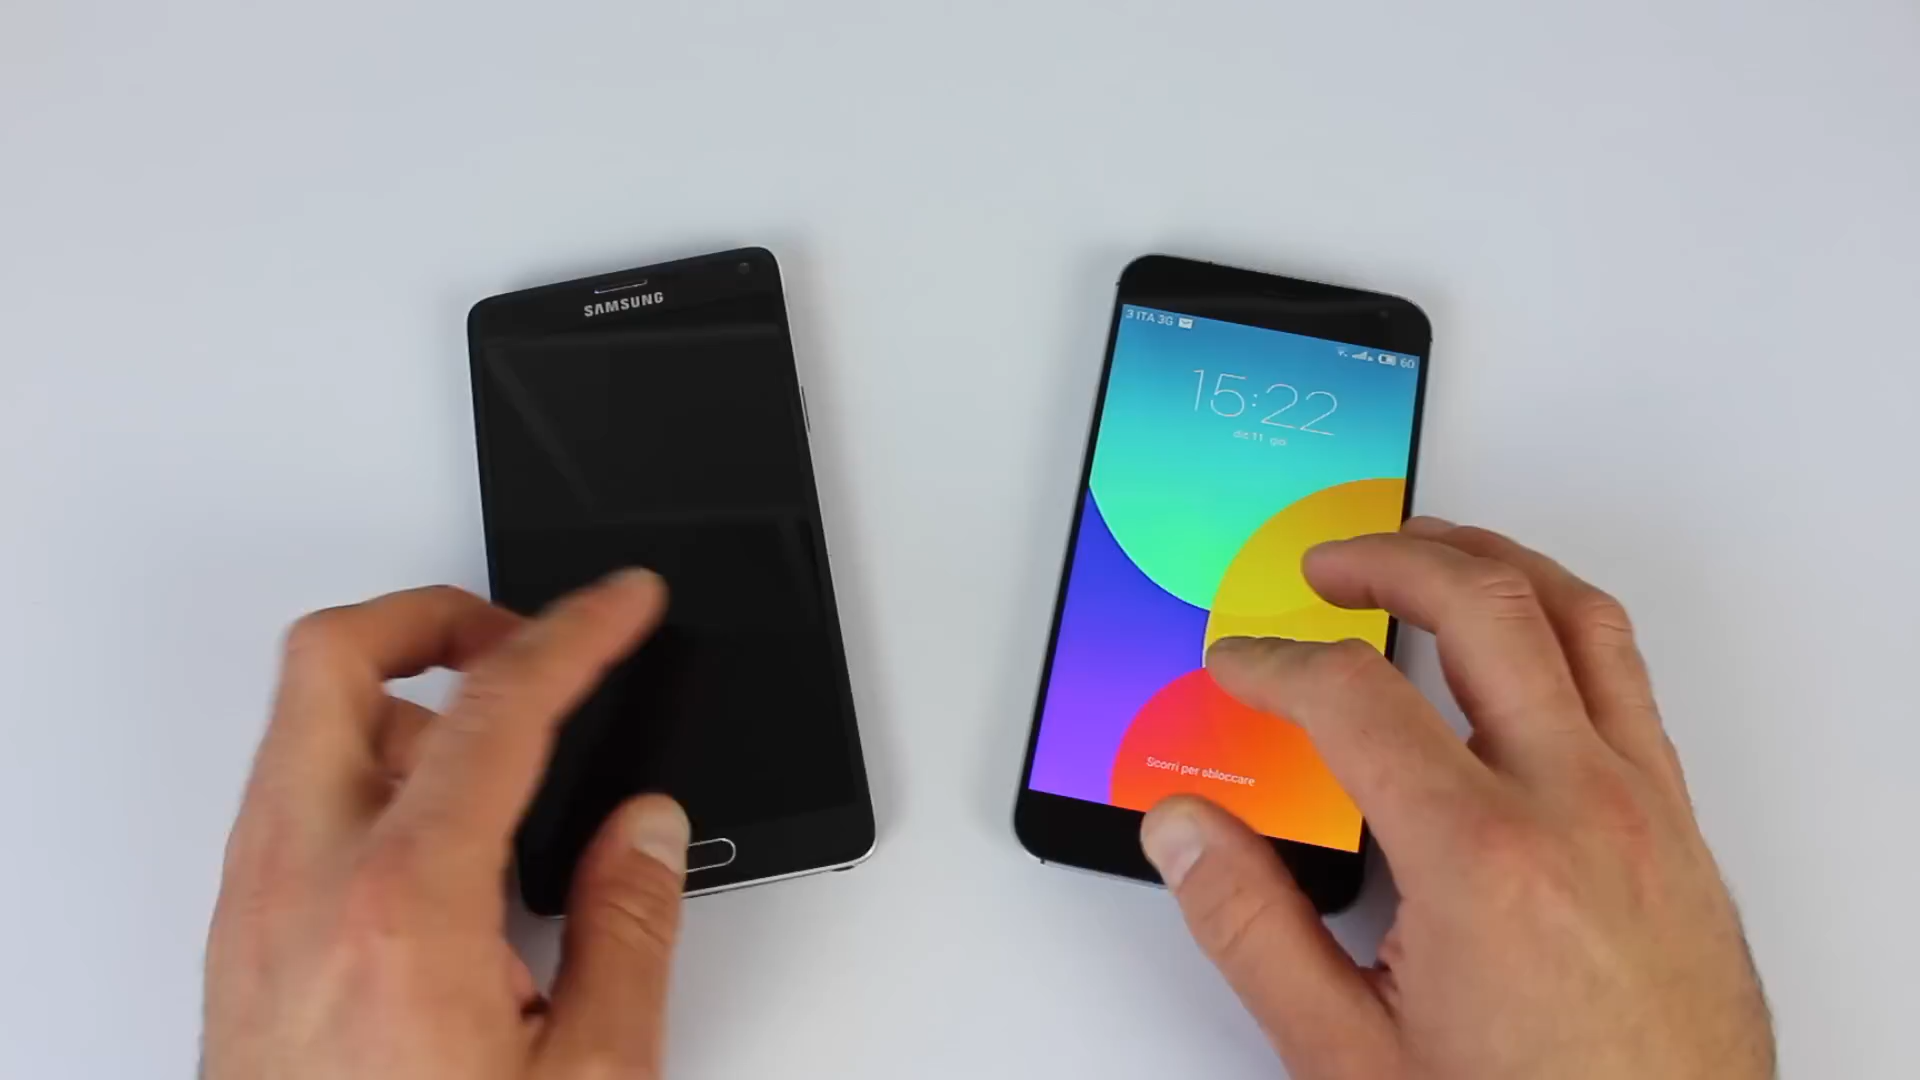 SAMSUNG
3 ITA 3G
60
15:22
Scorri per sbloccare